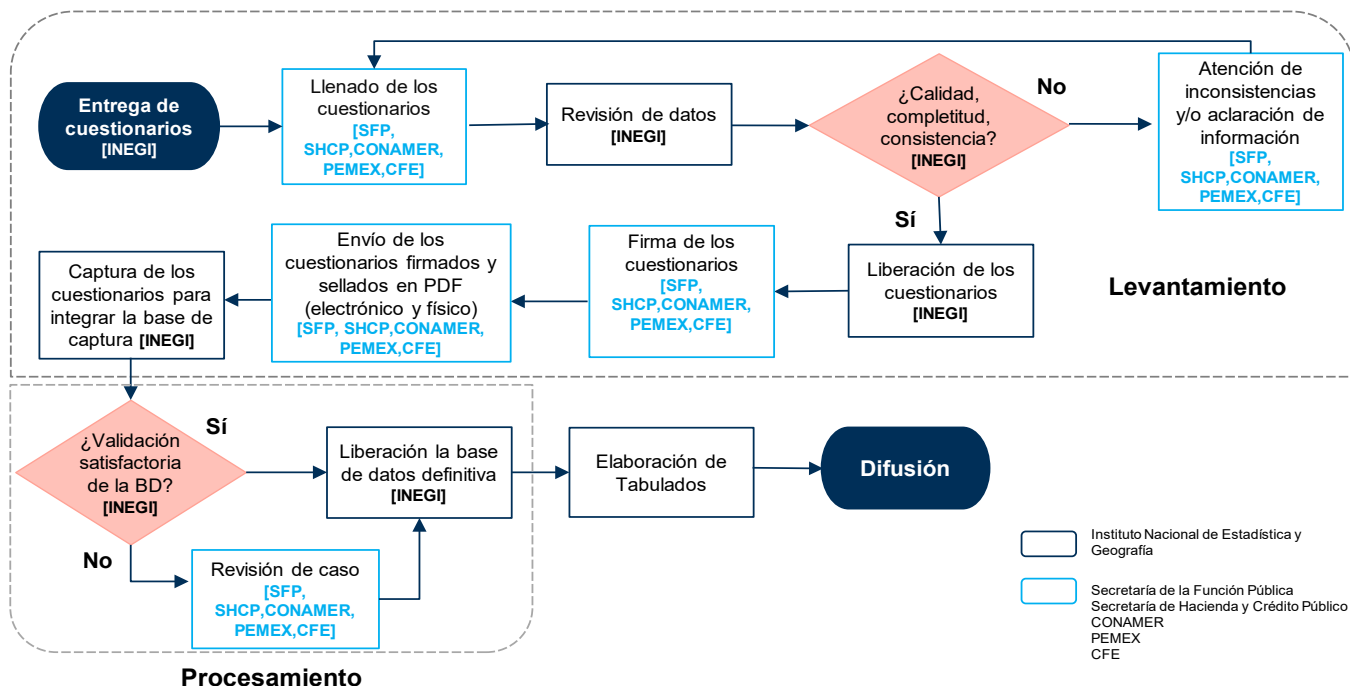 Entrega de
cuestionarios
[INEGI]
Llenado de los
cuestionarios
[SFP,
SHCP,CONAMER,
PEMEX,CFE]
Revisión de datos
[INEGI]
¿Calidad,
completitud,
consistencia?
[INEGI]
No
Atención de
inconsistencias
y/o aclaración de
información
[SFP,
SHCP,CONAMER,
PEMEX,CFE]
Sí
Captura de los
cuestionarios para
integrar la base de
captura [INEGI]
Envío de los
cuestionarios firmados y
sellados en PDF
(electrónico y físico)
[SFP, SHCP,CONAMER,
PEMEX,CFE]
Firma de los
cuestionarios
[SFP,
SHCP,CONAMER,
PEMEX,CFE]
Liberación de los
cuestionarios
[INEGI]
Levantamiento
¿Validación
satisfactoria
de la BD?
[INEGI]
Sí
Liberación la base
de datos definitiva
[INEGI]
Elaboración de
Tabulados
Difusión
No
Revisión de caso
[SFP,
SHCP,CONAMER,
PEMEX,CFE]
Procesamiento
Instituto Nacional de Estadística y
Geografía
Secretaría de la Función Pública
Secretaría de Hacienda y Crédito Público
CONAMER
PEMEX
CFE